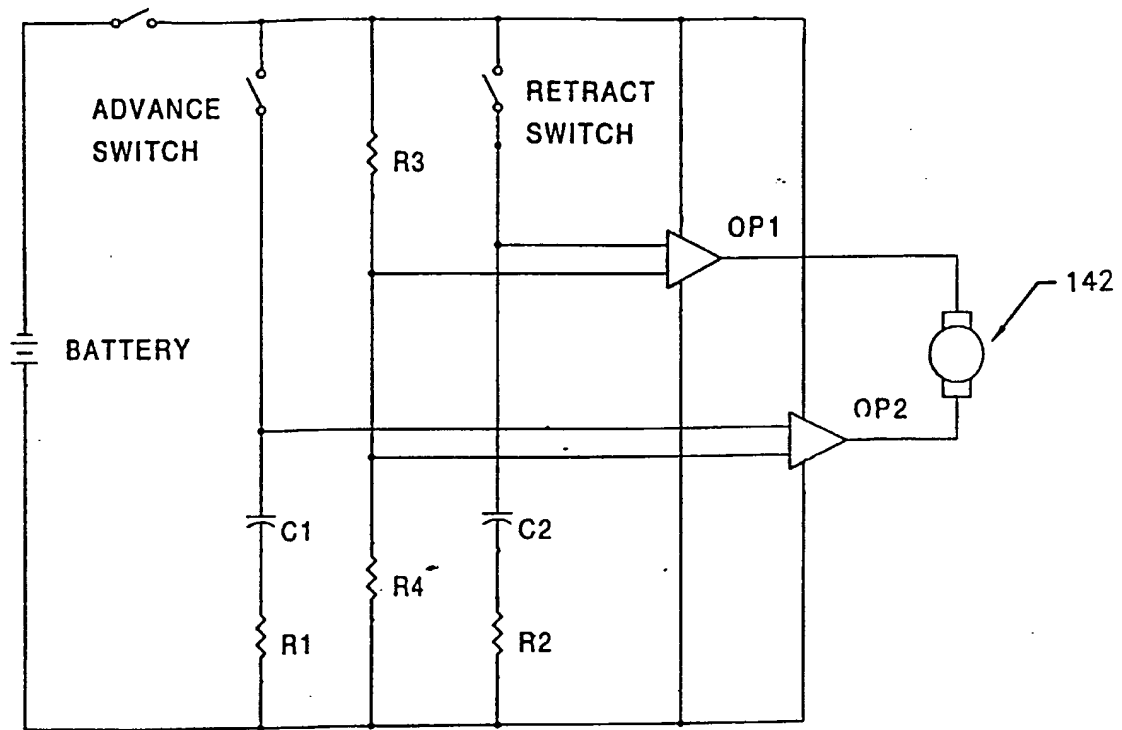 ADVANCE
SWITCH
RETRACT
SWITCH
R3
OP1
142
BATTERY
OP2
C1
C2
R4
R1
R2